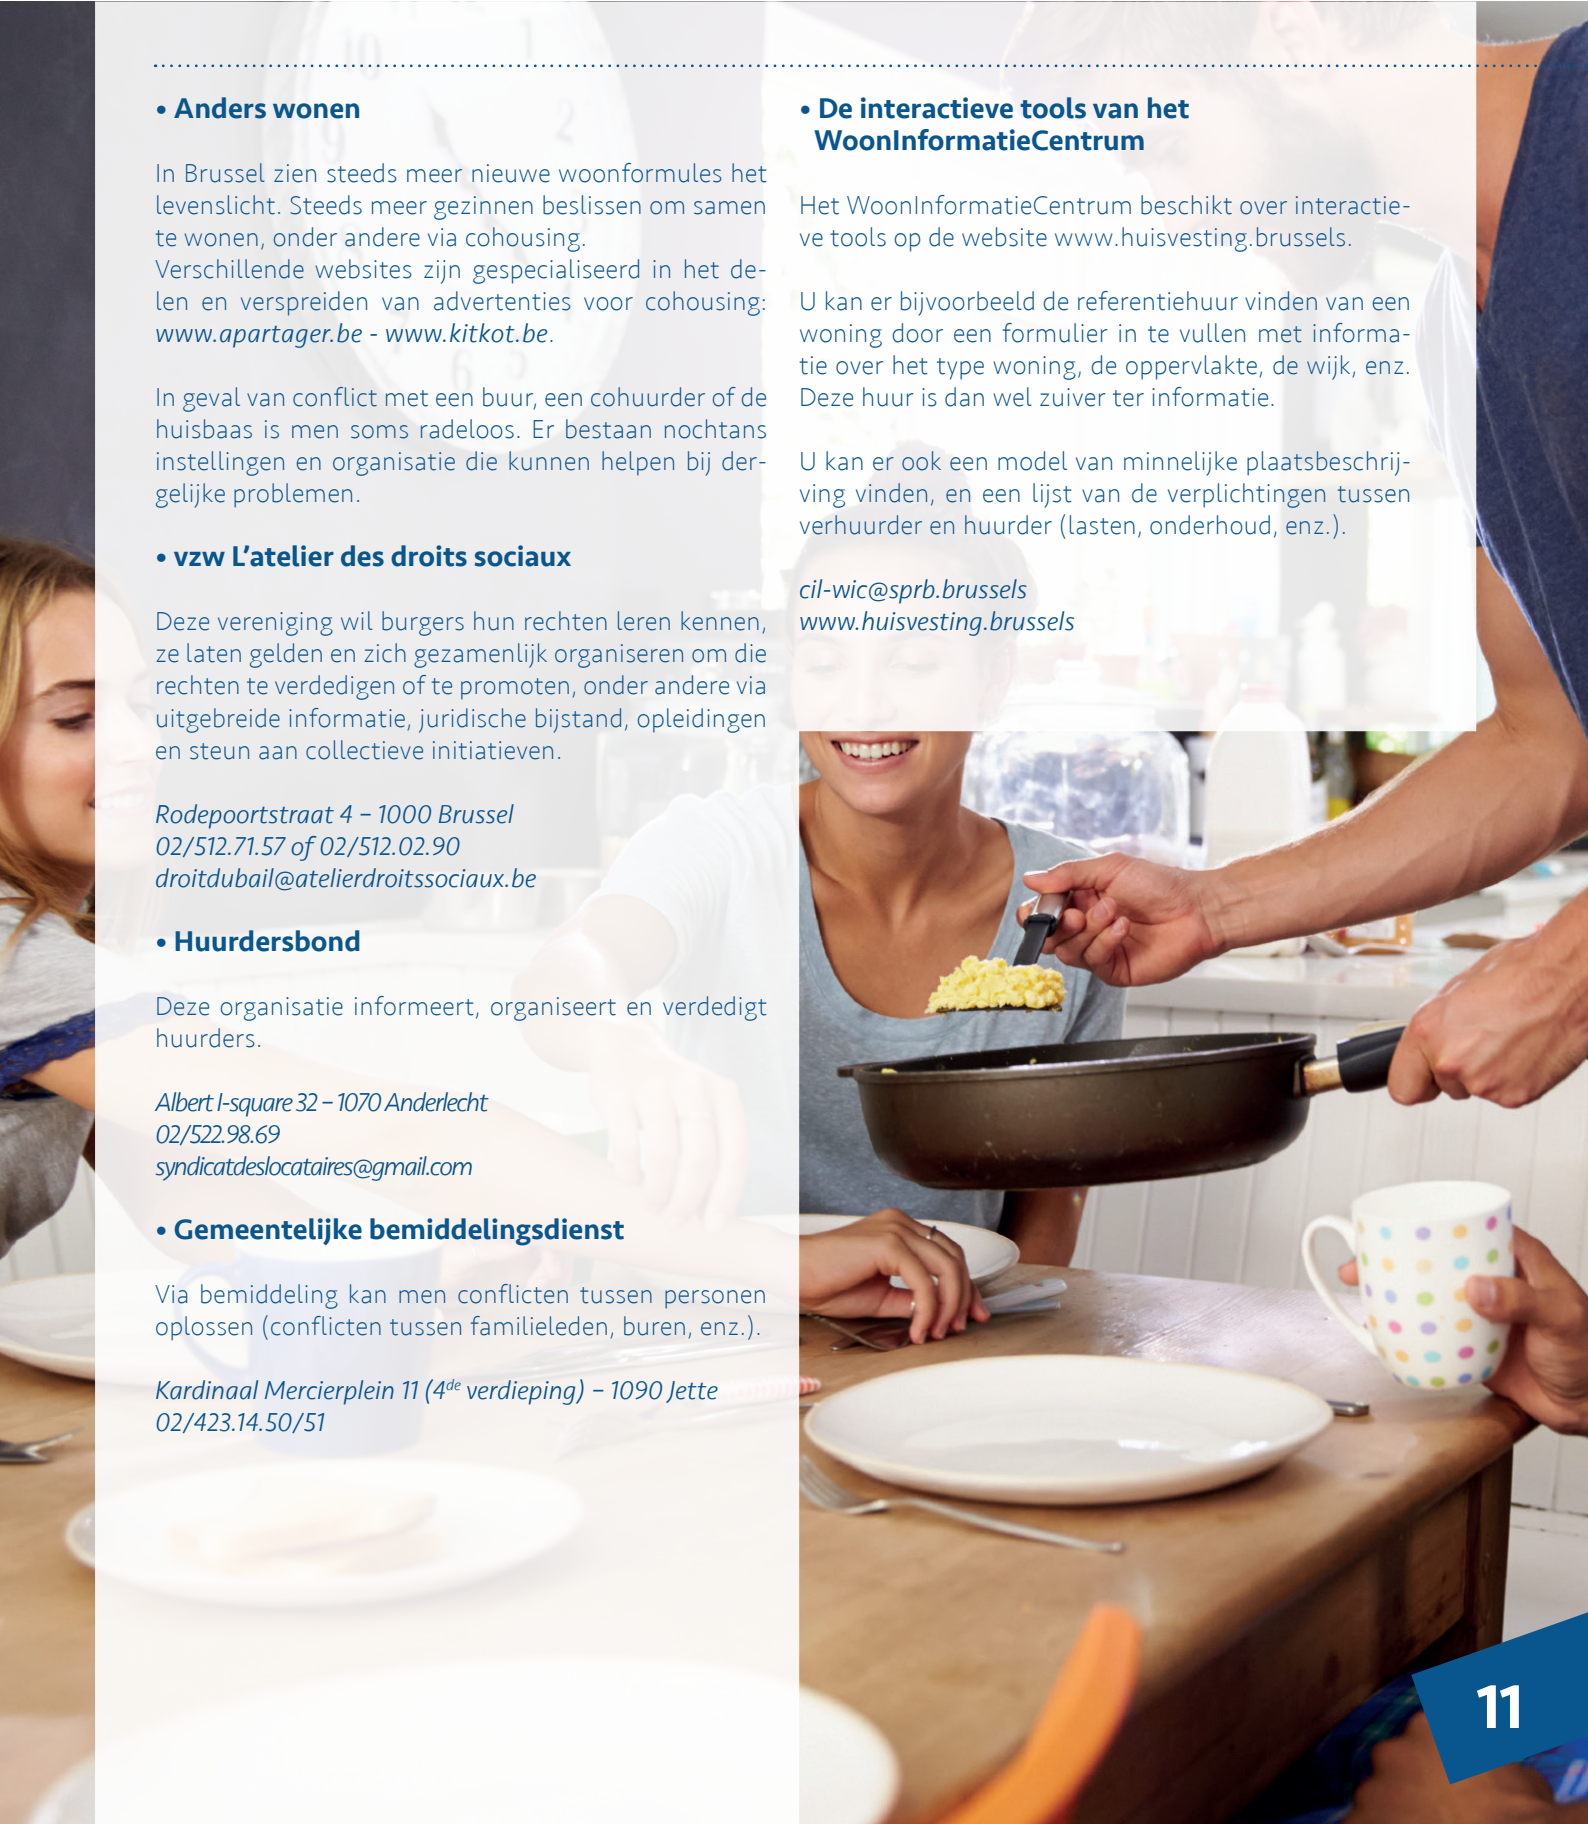 • Anders wonen
In Brussel zien steeds meer nieuwe woonformules het
levenslicht. Steeds meer gezinnen beslissen om samen
te wonen, onder andere via cohousing.
Verschillende websites zijn gespecialiseerd in het de-
len en verspreiden van advertenties voor cohousing:
www.apartager.be - www.kitkot.be.
In geval van conflict met een buur, een cohuurder of de
huisbaas is men soms radeloos. Er bestaan nochtans
instellingen en organisatie die kunnen helpen bij der-
gelijke problemen.
• vzw L’atelier des droits sociaux
Deze vereniging wil burgers hun rechten leren kennen,
ze laten gelden en zich gezamenlijk organiseren om die
rechten te verdedigen of te promoten, onder andere via
uitgebreide informatie, juridische bijstand, opleidingen
en steun aan collectieve initiatieven.
Rodepoortstraat 4 – 1000 Brussel
02/512.71.57 of 02/512.02.90
droitdubail@atelierdroitssociaux.be
• Huurdersbond
Deze organisatie informeert, organiseert en verdedigt
huurders.
Albert I-square 32 – 1070 Anderlecht
02/522.98.69
syndicatdeslocataires@gmail.com
• Gemeentelijke bemiddelingsdienst
Via bemiddeling kan men conflicten tussen personen
oplossen (conflicten tussen familieleden, buren, enz.).
Kardinaal Mercierplein 11 (4de verdieping) – 1090 Jette
02/423.14.50/51
• De interactieve tools van het
WoonInformatieCentrum
Het WoonInformatieCentrum beschikt over interactie-
ve tools op de website www.huisvesting.brussels.
U kan er bijvoorbeeld de referentiehuur vinden van een
woning door een formulier in te vullen met informa-
tie over het type woning, de oppervlakte, de wijk, enz.
Deze huur is dan wel zuiver ter informatie.
U kan er ook een model van minnelijke plaatsbeschrij-
ving vinden, en een lijst van de verplichtingen tussen
verhuurder en huurder (lasten, onderhoud, enz.).
cil-wic@sprb.brussels
www.huisvesting.brussels
11